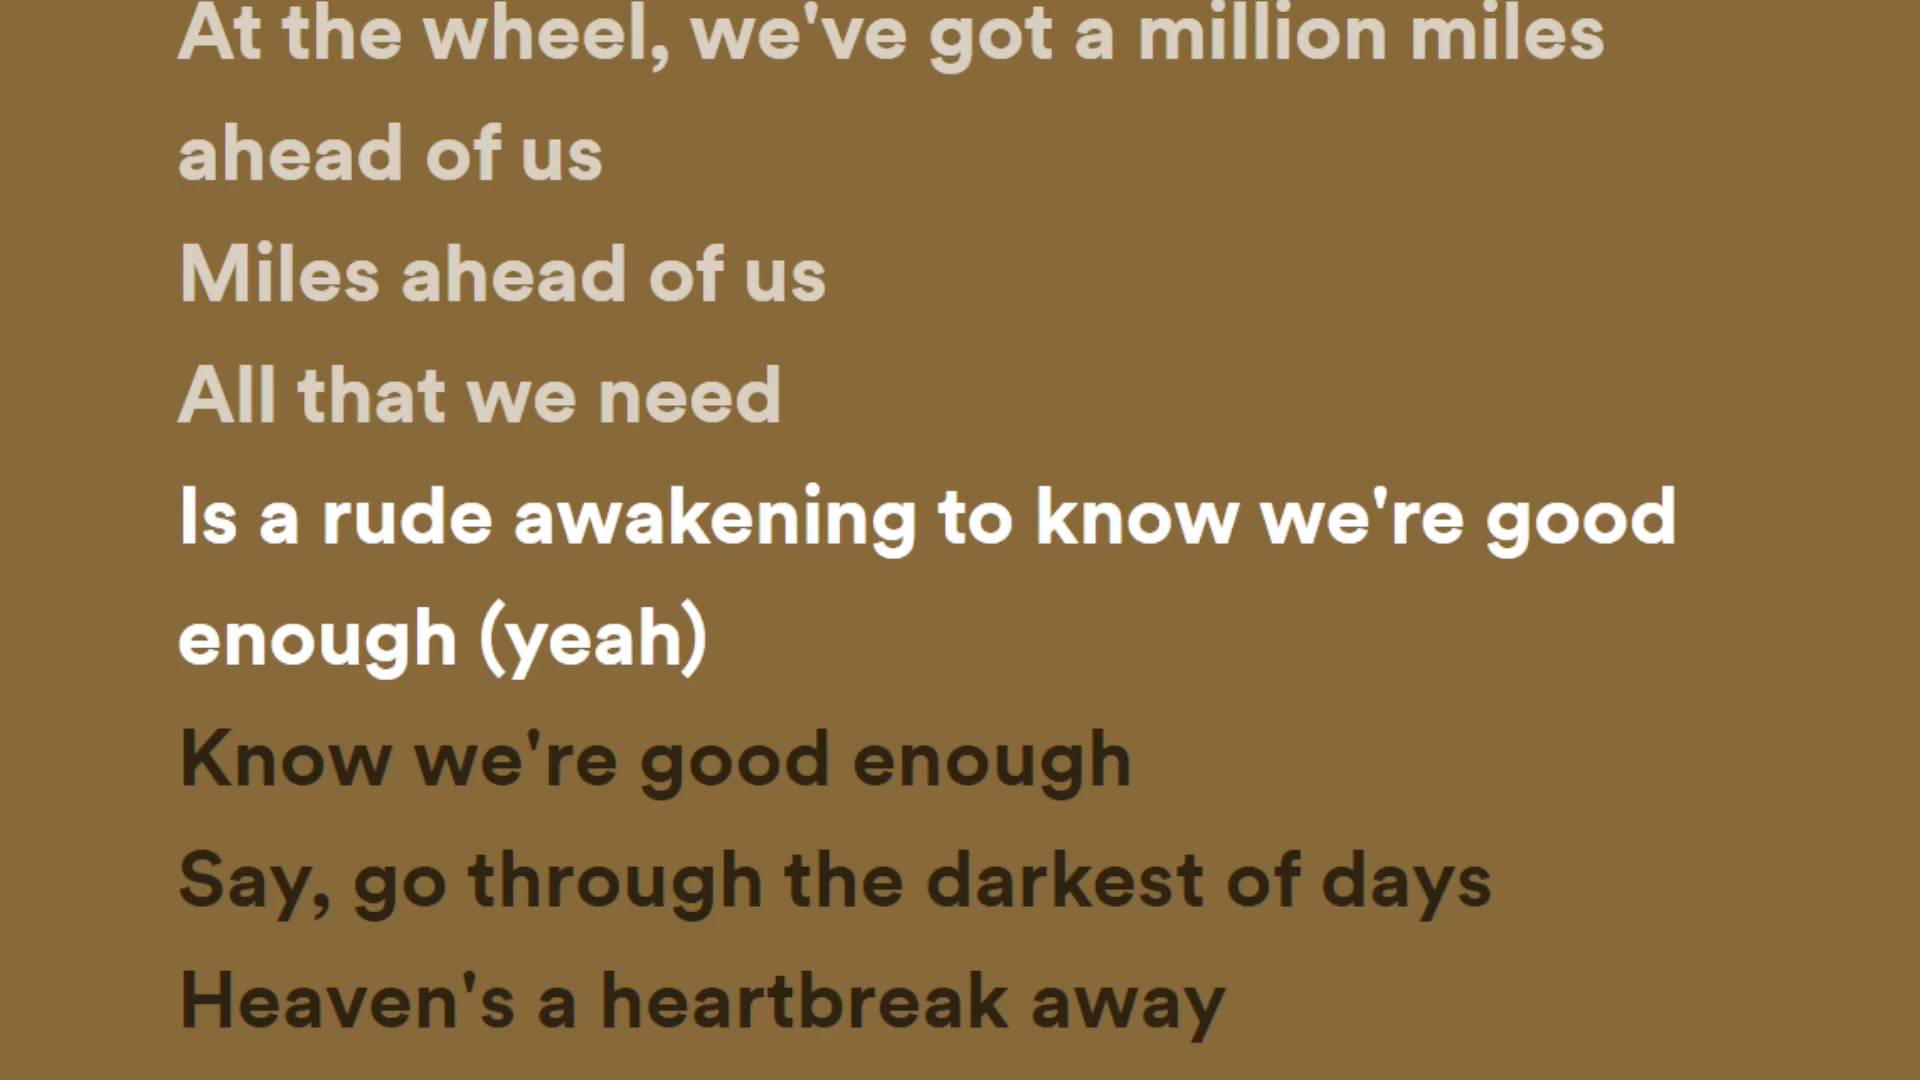 At the wheel, we've got a million miles
ahead of us
Miles ahead of us
All that we need
Is a rude awakening to know we're good
enough (yeah)
Know we're good enough
Say, go through the darkest of days
Heaven's a heartbreak away